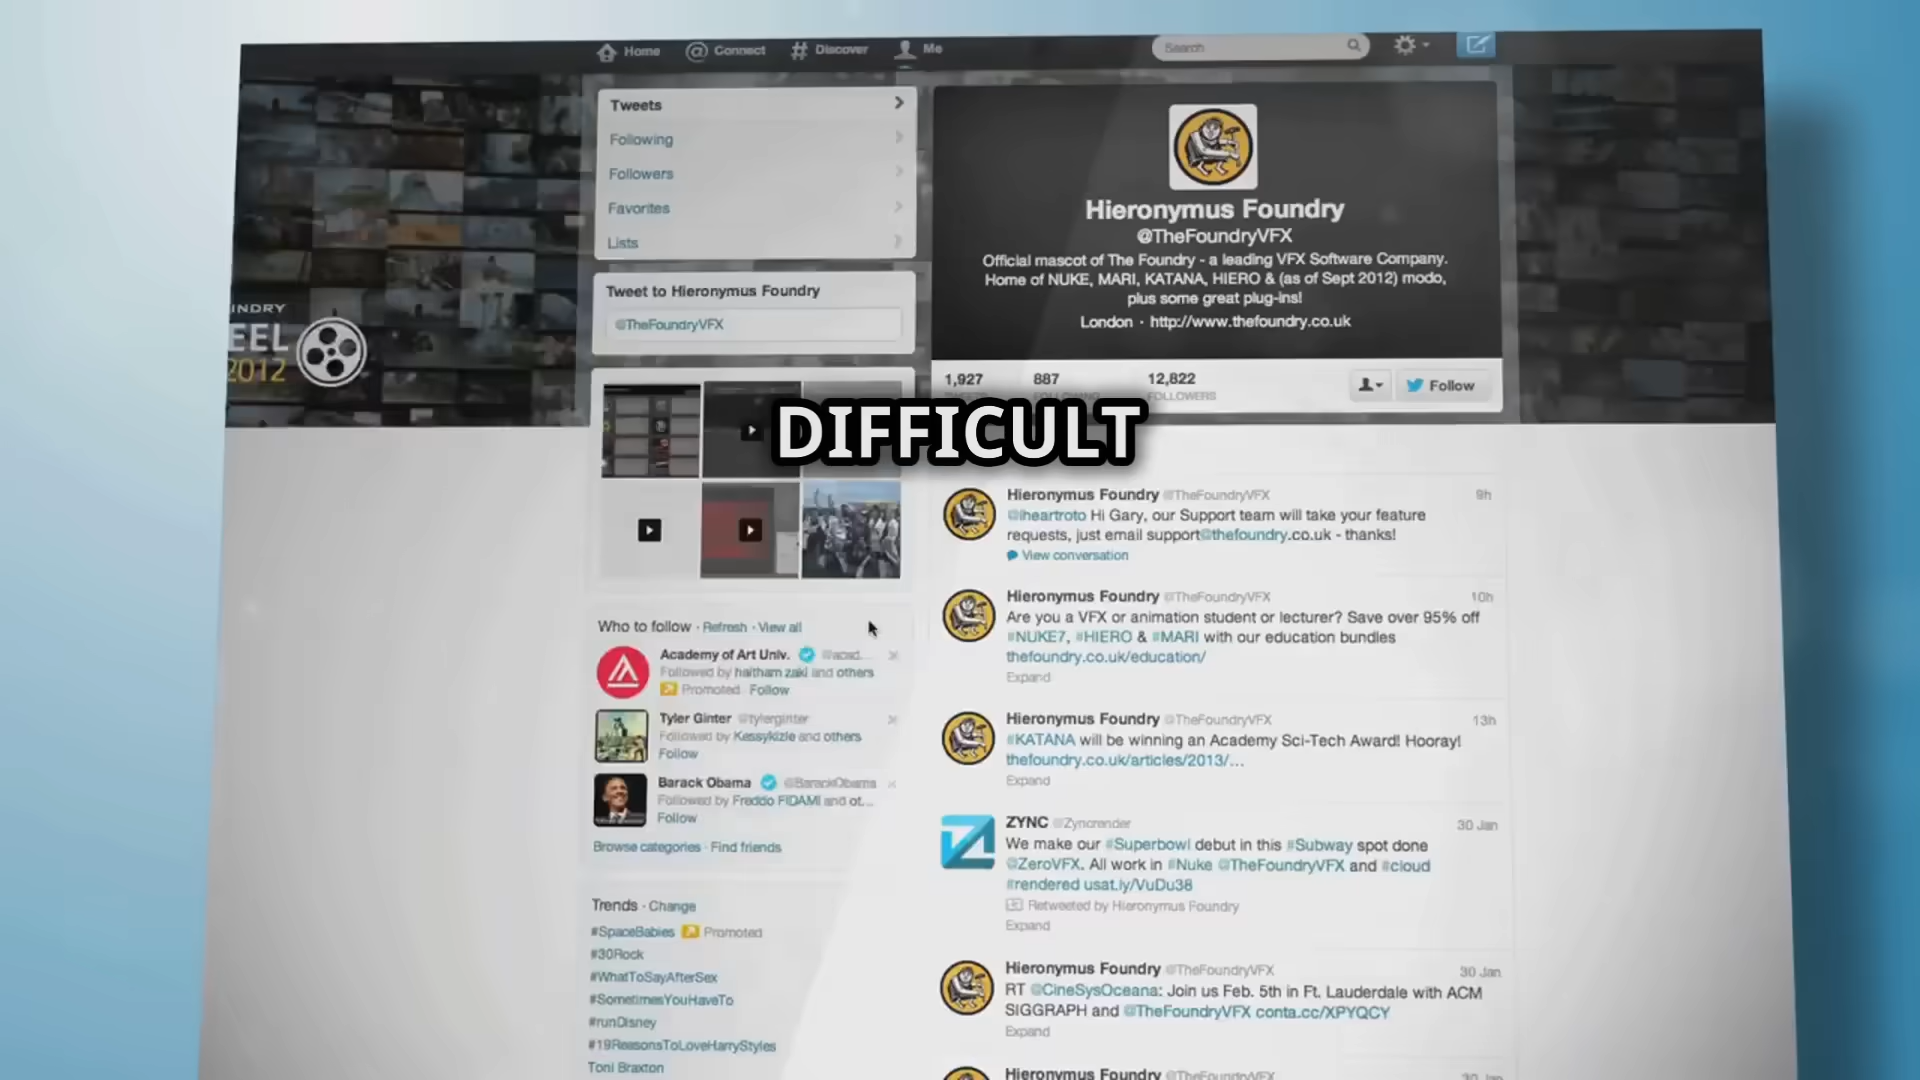 Home
Connect
Discover
Me
Search
Tweets
Following
Followers
Favorites
Lists
Tweet to Hieronymus Foundry
@TheFoundryVFX
NDRY
EEL
2012
Hieronymus Foundry
@TheFoundryVFX
Official mascot of The Foundry - a leading VFX Software Company.
Home of NUKE, MARI, KATANA, HIERO & (as of Sept 2012) modo,
plus some great plug-ins!
London · http://www.thefoundry.co.uk
1,927
887
12,822
FOLLOWERS
Follow
DIFFICULT
Who to follow · Refresh · View all
Academy of Art Univ. @acad...
Followed by haitham zaki and others
Promoted · Follow
Tyler Ginter @tylerginter
Followed by Kessykizle and others
Follow
Barack Obama @BarackObama
Followed by Freddo FIDAMI and ot...
Follow
Browse categories · Find friends
Trends · Change
#SpaceBabies Promoted
#30Rock
#WhatToSayAfterSex
#SometimesYouHaveTo
#runDisney
#19ReasonsToLoveHarryStyles
Toni Braxton
Hieronymus Foundry @TheFoundryVFX 9h
@iheartroto Hi Gary, our Support team will take your feature
requests, just email support@thefoundry.co.uk - thanks!
View conversation
Hieronymus Foundry @TheFoundryVFX 10h
Are you a VFX or animation student or lecturer? Save over 95% off
#NUKE7, #HIERO & #MARI with our education bundles
thefoundry.co.uk/education/
Expand
Hieronymus Foundry @TheFoundryVFX 13h
#KATANA will be winning an Academy Sci-Tech Award! Hooray!
thefoundry.co.uk/articles/2013/...
Expand
ZYNC @Zyncrender 30 Jan
We make our #Superbowl debut in this #Subway spot done
@ZeroVFX. All work in #Nuke @TheFoundryVFX and #cloud
#rendered usat.ly/VuDu38
Retweeted by Hieronymus Foundry
Expand
Hieronymus Foundry @TheFoundryVFX 30 Jan
RT @CineSysOceana: Join us Feb. 5th in Ft. Lauderdale with ACM
SIGGRAPH and @TheFoundryVFX conta.cc/XPYQCY
Expand
Hieronymus Foundry @TheFoundryVFX 30 Jan